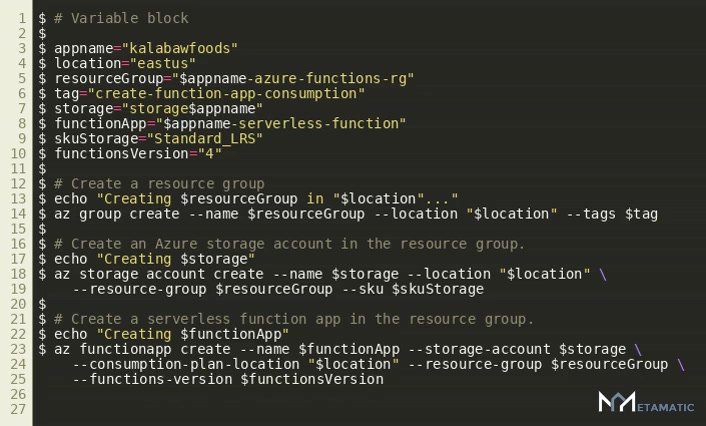 1 $ # Variable block
2 $
3 $ appname="kalabawfoods"
4 $ location="eastus"
5 $ resourceGroup="$appname-azure-functions-rg"
6 $ tag="create-function-app-consumption"
7 $ storage="storage$appname"
8 $ functionApp="$appname-serverless-function"
9 $ skuStorage="Standard_LRS"
10 $ functionsVersion="4"
11 $
12 $ # Create a resource group
13 $ echo "Creating $resourceGroup in "$location"..."
14 $ az group create --name $resourceGroup --location "$location" --tags $tag
15 $
16 $ # Create an Azure storage account in the resource group.
17 $ echo "Creating $storage"
18 $ az storage account create --name $storage --location "$location" \
19 --resource-group $resourceGroup --sku $skuStorage
20 $
21 $ # Create a serverless function app in the resource group.
22 $ echo "Creating $functionApp"
23 $ az functionapp create --name $functionApp --storage-account $storage \
24 --consumption-plan-location "$location" --resource-group $resourceGroup \
25 --functions-version $functionsVersion
26
27
METAMATIC